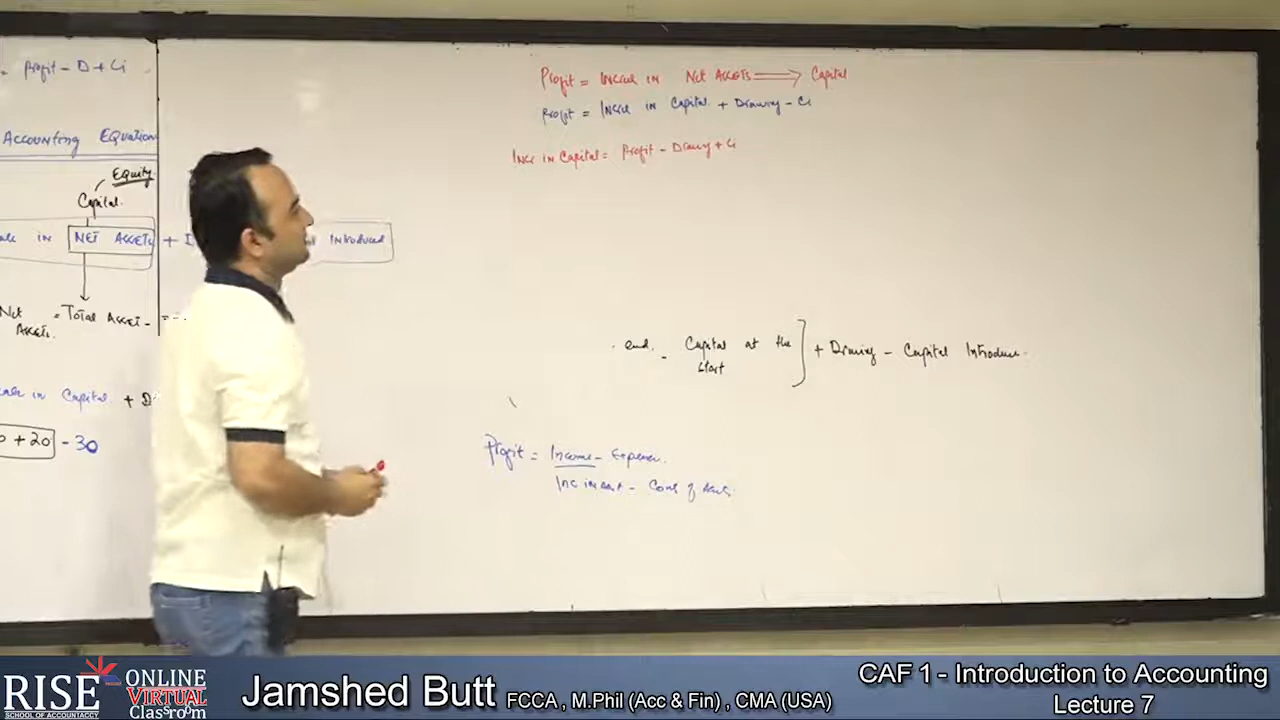 = Profit - D + Ci
Accounting Equation
Equity
Capital
in NET ASSETS + Introduced
Net Assets = Total Asset -
in Capital + D
+ 20 - 30
Profit = Increase in Net Assets ⟹ Capital
Profit = Increase in Capital + Drawing - Ci
Incr in Capital = Profit - Drawing + Ci
end. - Capital at the start ] + Drawing - Capital Introduce
Profit = Income - Expense
Inc in asset - Cons of Assets
RISE
SCHOOL OF ACCOUNTANCY
ONLINE
VIRTUAL
Classroom
Jamshed Butt FCCA , M.Phil (Acc & Fin) , CMA (USA)
CAF 1 - Introduction to Accounting
Lecture 7